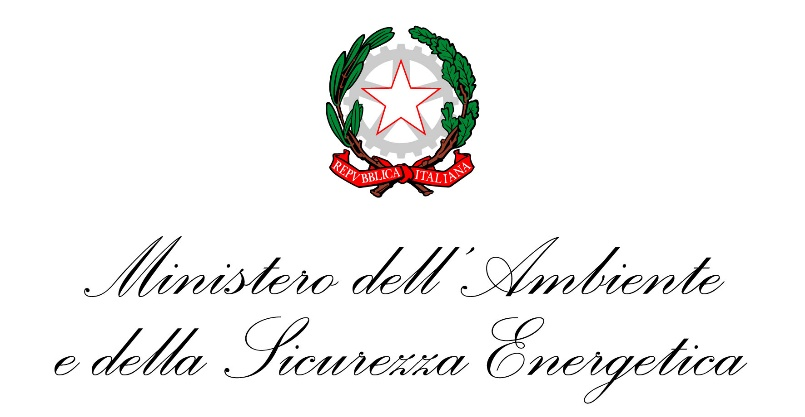 REPVBBLICA ITALIANA
Ministero dell'Ambiente
e della Sicurezza Energetica